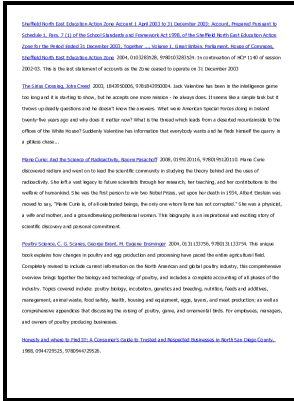 Sheffield North East Education Action Zone Account 1 April 2003 to 31 December 2003: Account, Prepared Pursuant to
Schedule 1, Para. 7 (1) of the School Standards and Framework Act 1998, of the Sheffield North East Education Action
Zone for the Period Ended 31 December 2003, Together ..., Volume 1, Great Britain. Parliament. House of Commons,
Sheffield North East Education Action Zone 2004, 0103283126, 9780103283524. In continuation of HCP 1140 of session
2002-03. This is the last statement of accounts as the Zone ceased to operate on 31 December 2003
The Sirius Crossing, John Creed 2003, 1843950006, 9781843950004. Jack Valentine has been in the intelligence game
too long and it is starting to show, but he accepts one more mission - he always does. It seems like a simple task but it
throws up deadly questions and he doesn't know the answers. What were American Special Forces doing in Ireland
twenty-five years ago and why does it matter now? What is the thread which leads from a deserted mountainside to the
offices of the White House? Suddenly Valentine has information that everybody wants and he finds himself the quarry in
a pitiless chase...
Marie Curie: And the Science of Radioactivity, Naomi Pasachoff 2008, 0195120116, 9780195120110. Marie Curie
discovered radium and went on to lead the scientific community in studying the theory behind and the uses of
radioactivity. She left a vast legacy to future scientists through her research, her teaching, and her contributions to the
welfare of humankind. She was the first person to win two Nobel Prizes, yet upon her death in 1934, Albert Einstein was
moved to say, "Marie Curie is, of all celebrated beings, the only one whom fame has not corrupted." She was a physicist,
a wife and mother, and a groundbreaking professional woman. This biography is an inspirational and exciting story of
scientific discovery and personal commitment.
Poultry Science, C. G. Scanes, George Brant, M. Eugene Ensminger 2004, 0131133756, 9780131133754. This unique
book explains how changes in poultry and egg production and processing have paced the entire agricultural field.
Completely revised to include current information on the North American and global poultry industry, this comprehensive
overview brings together the biology and technology of poultry, and includes a complete accounting of all phases of the
industry. Topics covered include: poultry biology, incubation, genetics and breeding, nutrition, feeds and additives,
management, animal waste, food safety, health, housing and equipment, eggs, layers, and meat production; as well as
comprehensive appendices that discussing the raising of poultry, game, and ornamental birds. For employees, managers,
and owners of poultry producing businesses.
Honesty and where to Find It!: A Consumer's Guide to Trusted and Respected Businesses in North San Diego County, ,
1988, 0944729525, 9780944729526.